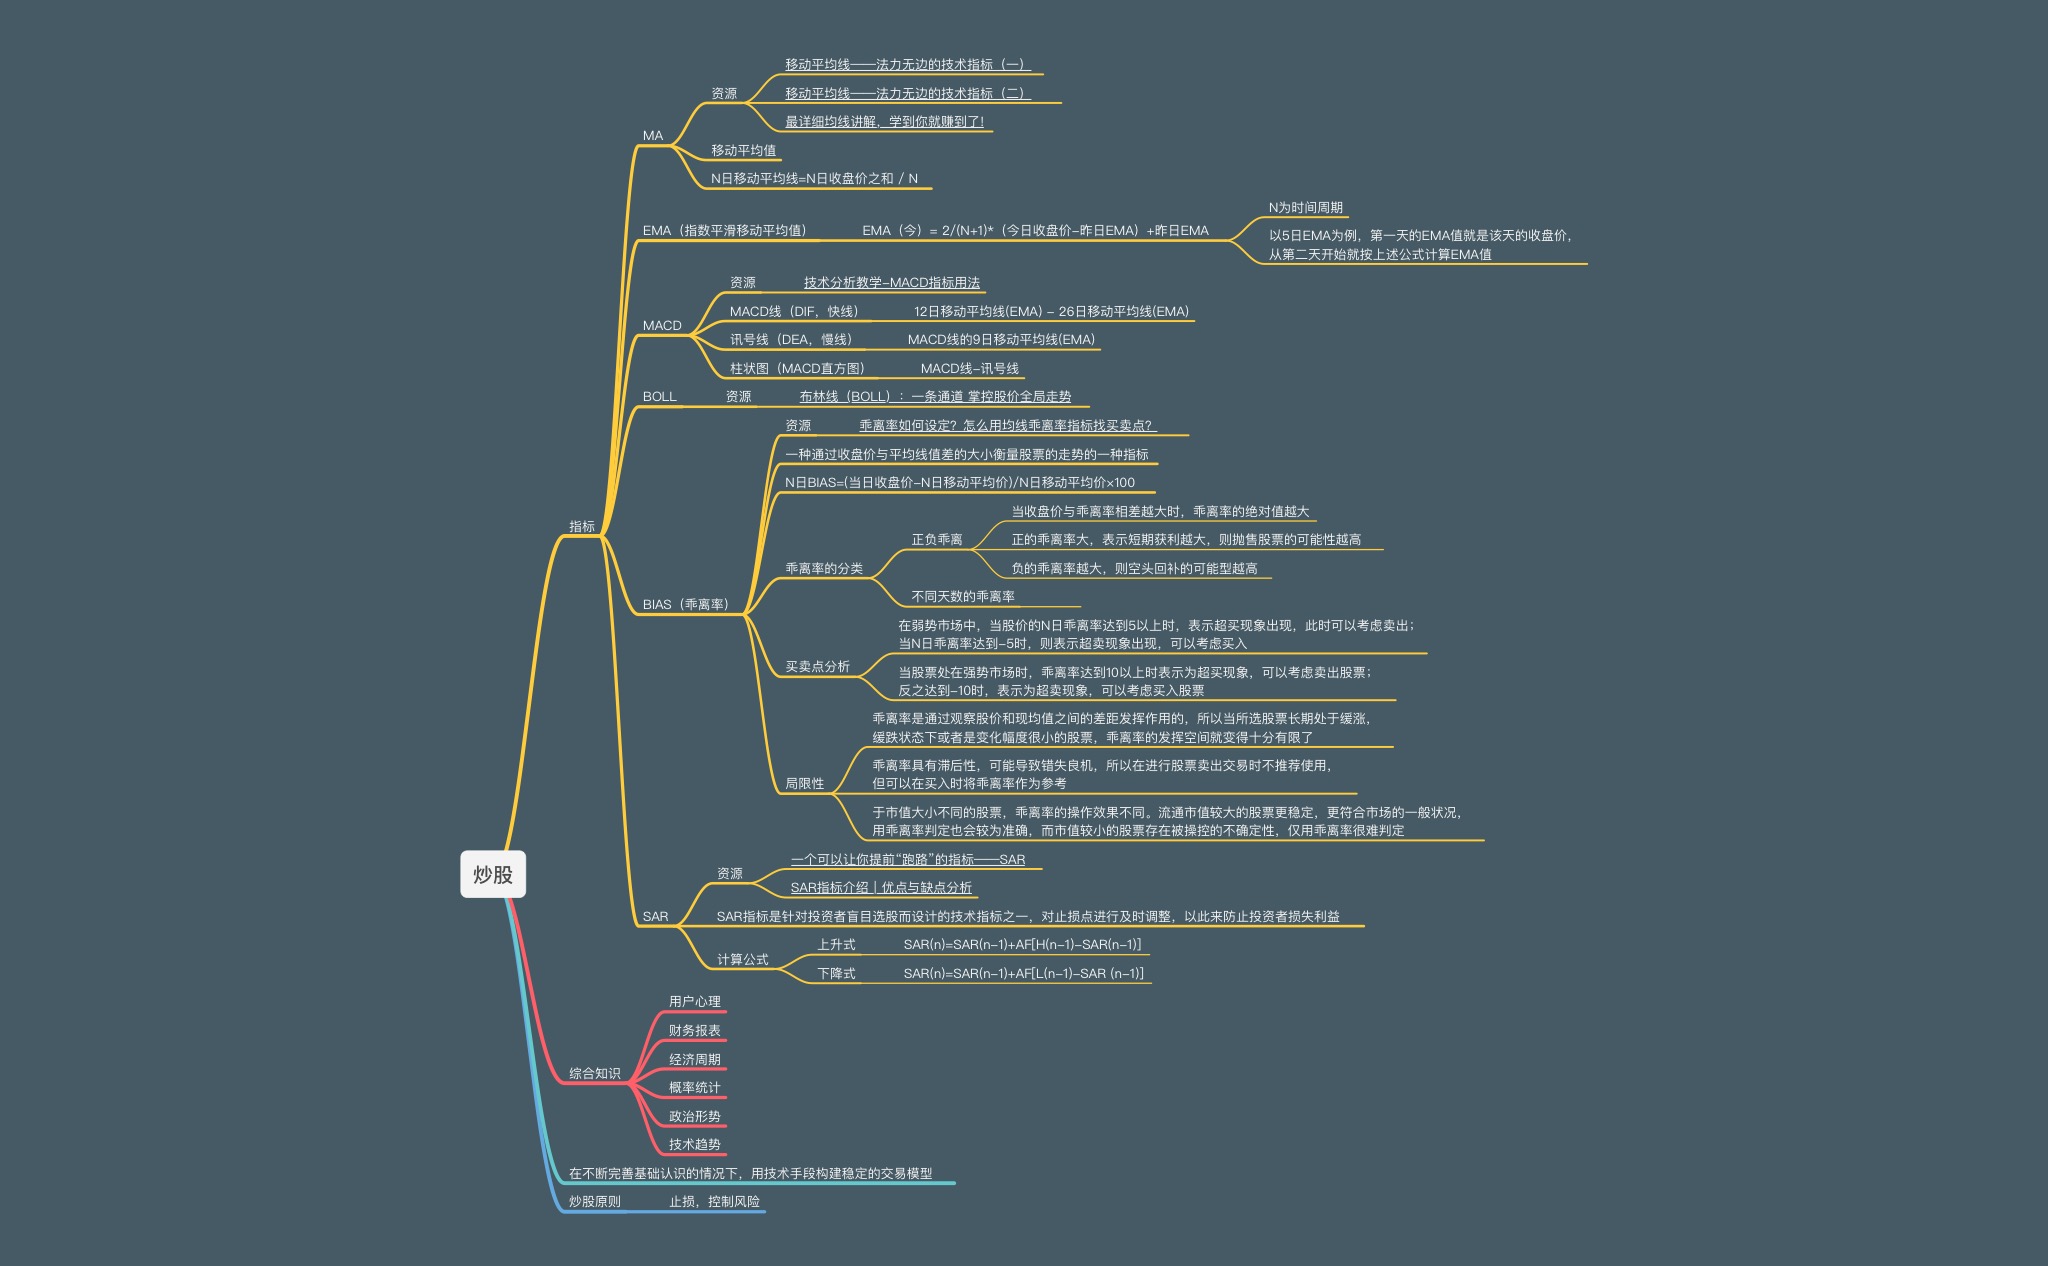 移动平均线——法力无边的技术指标（一）
移动平均线——法力无边的技术指标（二）
最详细均线讲解，学到你就赚到了!
资源
MA
移动平均值
N日移动平均线=N日收盘价之和 / N
EMA（指数平滑移动平均值）
EMA（今）= 2/(N+1)*（今日收盘价-昨日EMA）+昨日EMA
N为时间周期
以5日EMA为例，第一天的EMA值就是该天的收盘价，
从第二天开始就按上述公式计算EMA值
MACD
资源
技术分析教学-MACD指标用法
MACD线（DIF，快线）
12日移动平均线(EMA) - 26日移动平均线(EMA)
讯号线（DEA，慢线）
MACD线的9日移动平均线(EMA)
柱状图（MACD直方图）
MACD线-讯号线
BOLL
资源
布林线（BOLL）：一条通道 掌控股价全局走势
指标
BIAS（乖离率）
资源
乖离率如何设定？怎么用均线乖离率指标找买卖点？
一种通过收盘价与平均线值差的大小衡量股票的走势的一种指标
N日BIAS=(当日收盘价-N日移动平均价)/N日移动平均价×100
乖离率的分类
正负乖离
当收盘价与乖离率相差越大时，乖离率的绝对值越大
正的乖离率大，表示短期获利越大，则抛售股票的可能性越高
负的乖离率越大，则空头回补的可能型越高
不同天数的乖离率
买卖点分析
在弱势市场中，当股价的N日乖离率达到5以上时，表示超买现象出现，此时可以考虑卖出；
当N日乖离率达到-5时，则表示超卖现象出现，可以考虑买入
当股票处在强势市场时，乖离率达到10以上时表示为超买现象，可以考虑卖出股票；
反之达到-10时，表示为超卖现象，可以考虑买入股票
局限性
乖离率是通过观察股价和现均值之间的差距发挥作用的，所以当所选股票长期处于缓涨，
缓跌状态下或者是变化幅度很小的股票，乖离率的发挥空间就变得十分有限了
乖离率具有滞后性，可能导致错失良机，所以在进行股票卖出交易时不推荐使用，
但可以在买入时将乖离率作为参考
于市值大小不同的股票，乖离率的操作效果不同。流通市值较大的股票更稳定，更符合市场的一般状况，
用乖离率判定也会较为准确，而市值较小的股票存在被操控的不确定性，仅用乖离率很难判定
炒股
SAR
资源
一个可以让你提前“跑路”的指标——SAR
SAR指标介绍 | 优点与缺点分析
SAR指标是针对投资者盲目选股而设计的技术指标之一，对止损点进行及时调整，以此来防止投资者损失利益
计算公式
上升式
SAR(n)=SAR(n-1)+AF[H(n-1)-SAR(n-1)]
下降式
SAR(n)=SAR(n-1)+AF[L(n-1)-SAR (n-1)]
综合知识
用户心理
财务报表
经济周期
概率统计
政治形势
技术趋势
在不断完善基础认识的情况下，用技术手段构建稳定的交易模型
炒股原则
止损，控制风险